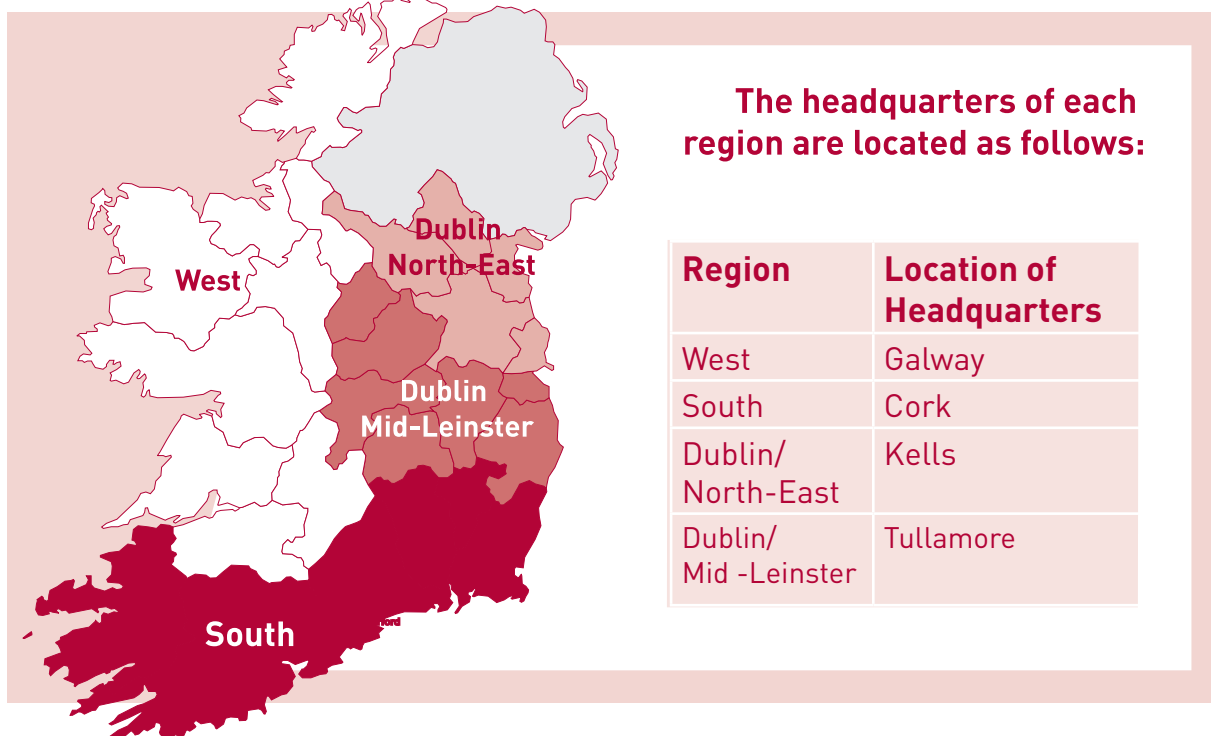 The headquarters of each
region are located as follows:
Dublin
North-East
West
Dublin
Mid-Leinster
South
Region
Location of
Headquarters
West
Galway
South
Cork
Dublin/
North-East
Kells
Dublin/
Mid -Leinster
Tullamore